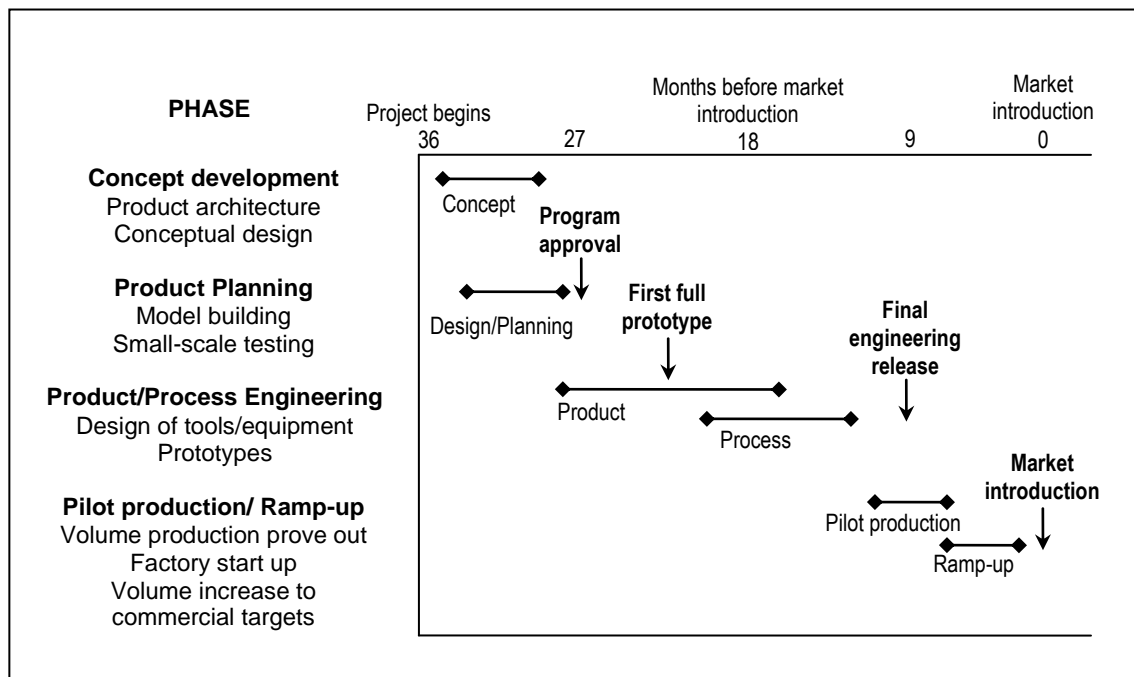 PHASE
Project begins
36
27
Months before market
introduction
18
9
Market
introduction
0
Concept development
Product architecture
Conceptual design
Concept
Program
approval
Product Planning
Model building
Small-scale testing
Design/Planning
First full
prototype
Final
engineering
release
Product/Process Engineering
Design of tools/equipment
Prototypes
Product
Process
Pilot production/ Ramp-up
Volume production prove out
Factory start up
Volume increase to
commercial targets
Pilot production
Ramp-up
Market
introduction